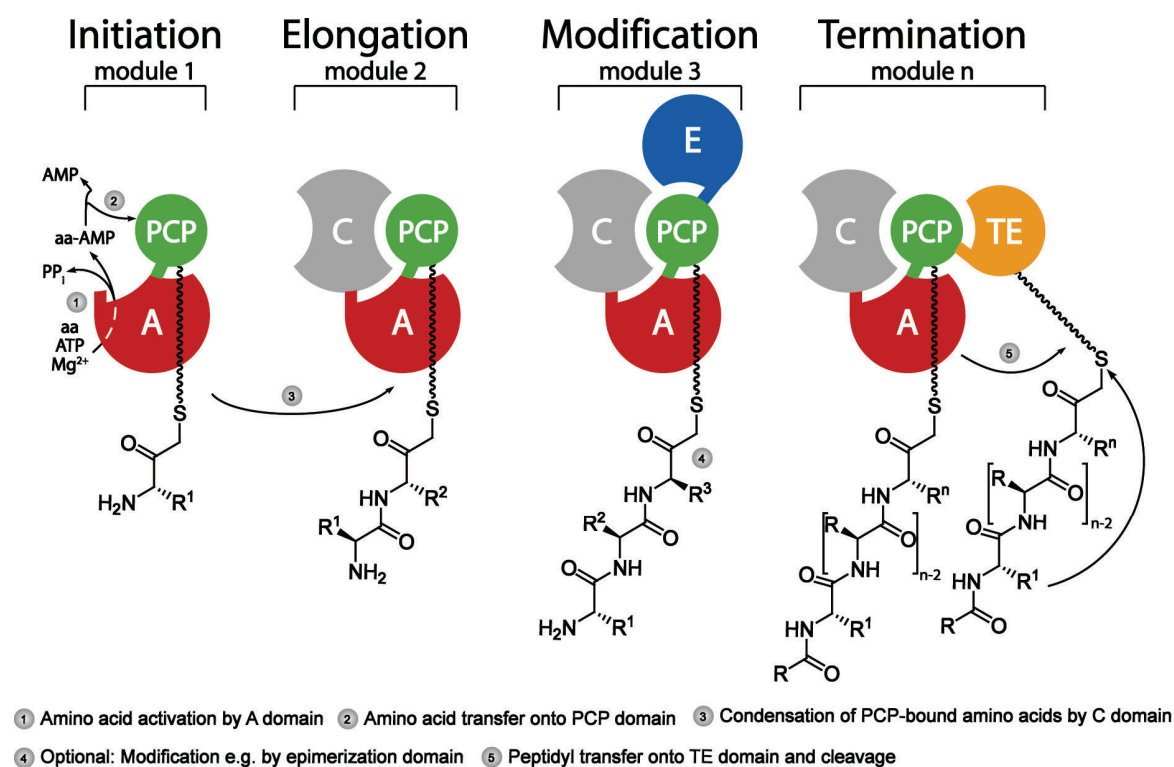 Initiation
module 1
Elongation
module 2
Modification
module 3
Termination
module n
AMP
2
aa-AMP
PPi
1
aa
ATP
Mg2+
PCP
A
S
O
H2N
R1
3
C
PCP
A
S
O
HN
R2
R1
O
NH2
E
C
PCP
A
S
O
4
HN
R3
R2
O
O
NH
H2N
R1
C
PCP
TE
A
5
S
O
HN
Rn
R
O
n-2
O
NH
HN
R1
R
O
S
O
HN
Rn
R
O
n-2
O
NH
HN
R1
R
O
1 Amino acid activation by A domain 2 Amino acid transfer onto PCP domain 3 Condensation of PCP-bound amino acids by C domain
4 Optional: Modification e.g. by epimerization domain 5 Peptidyl transfer onto TE domain and cleavage